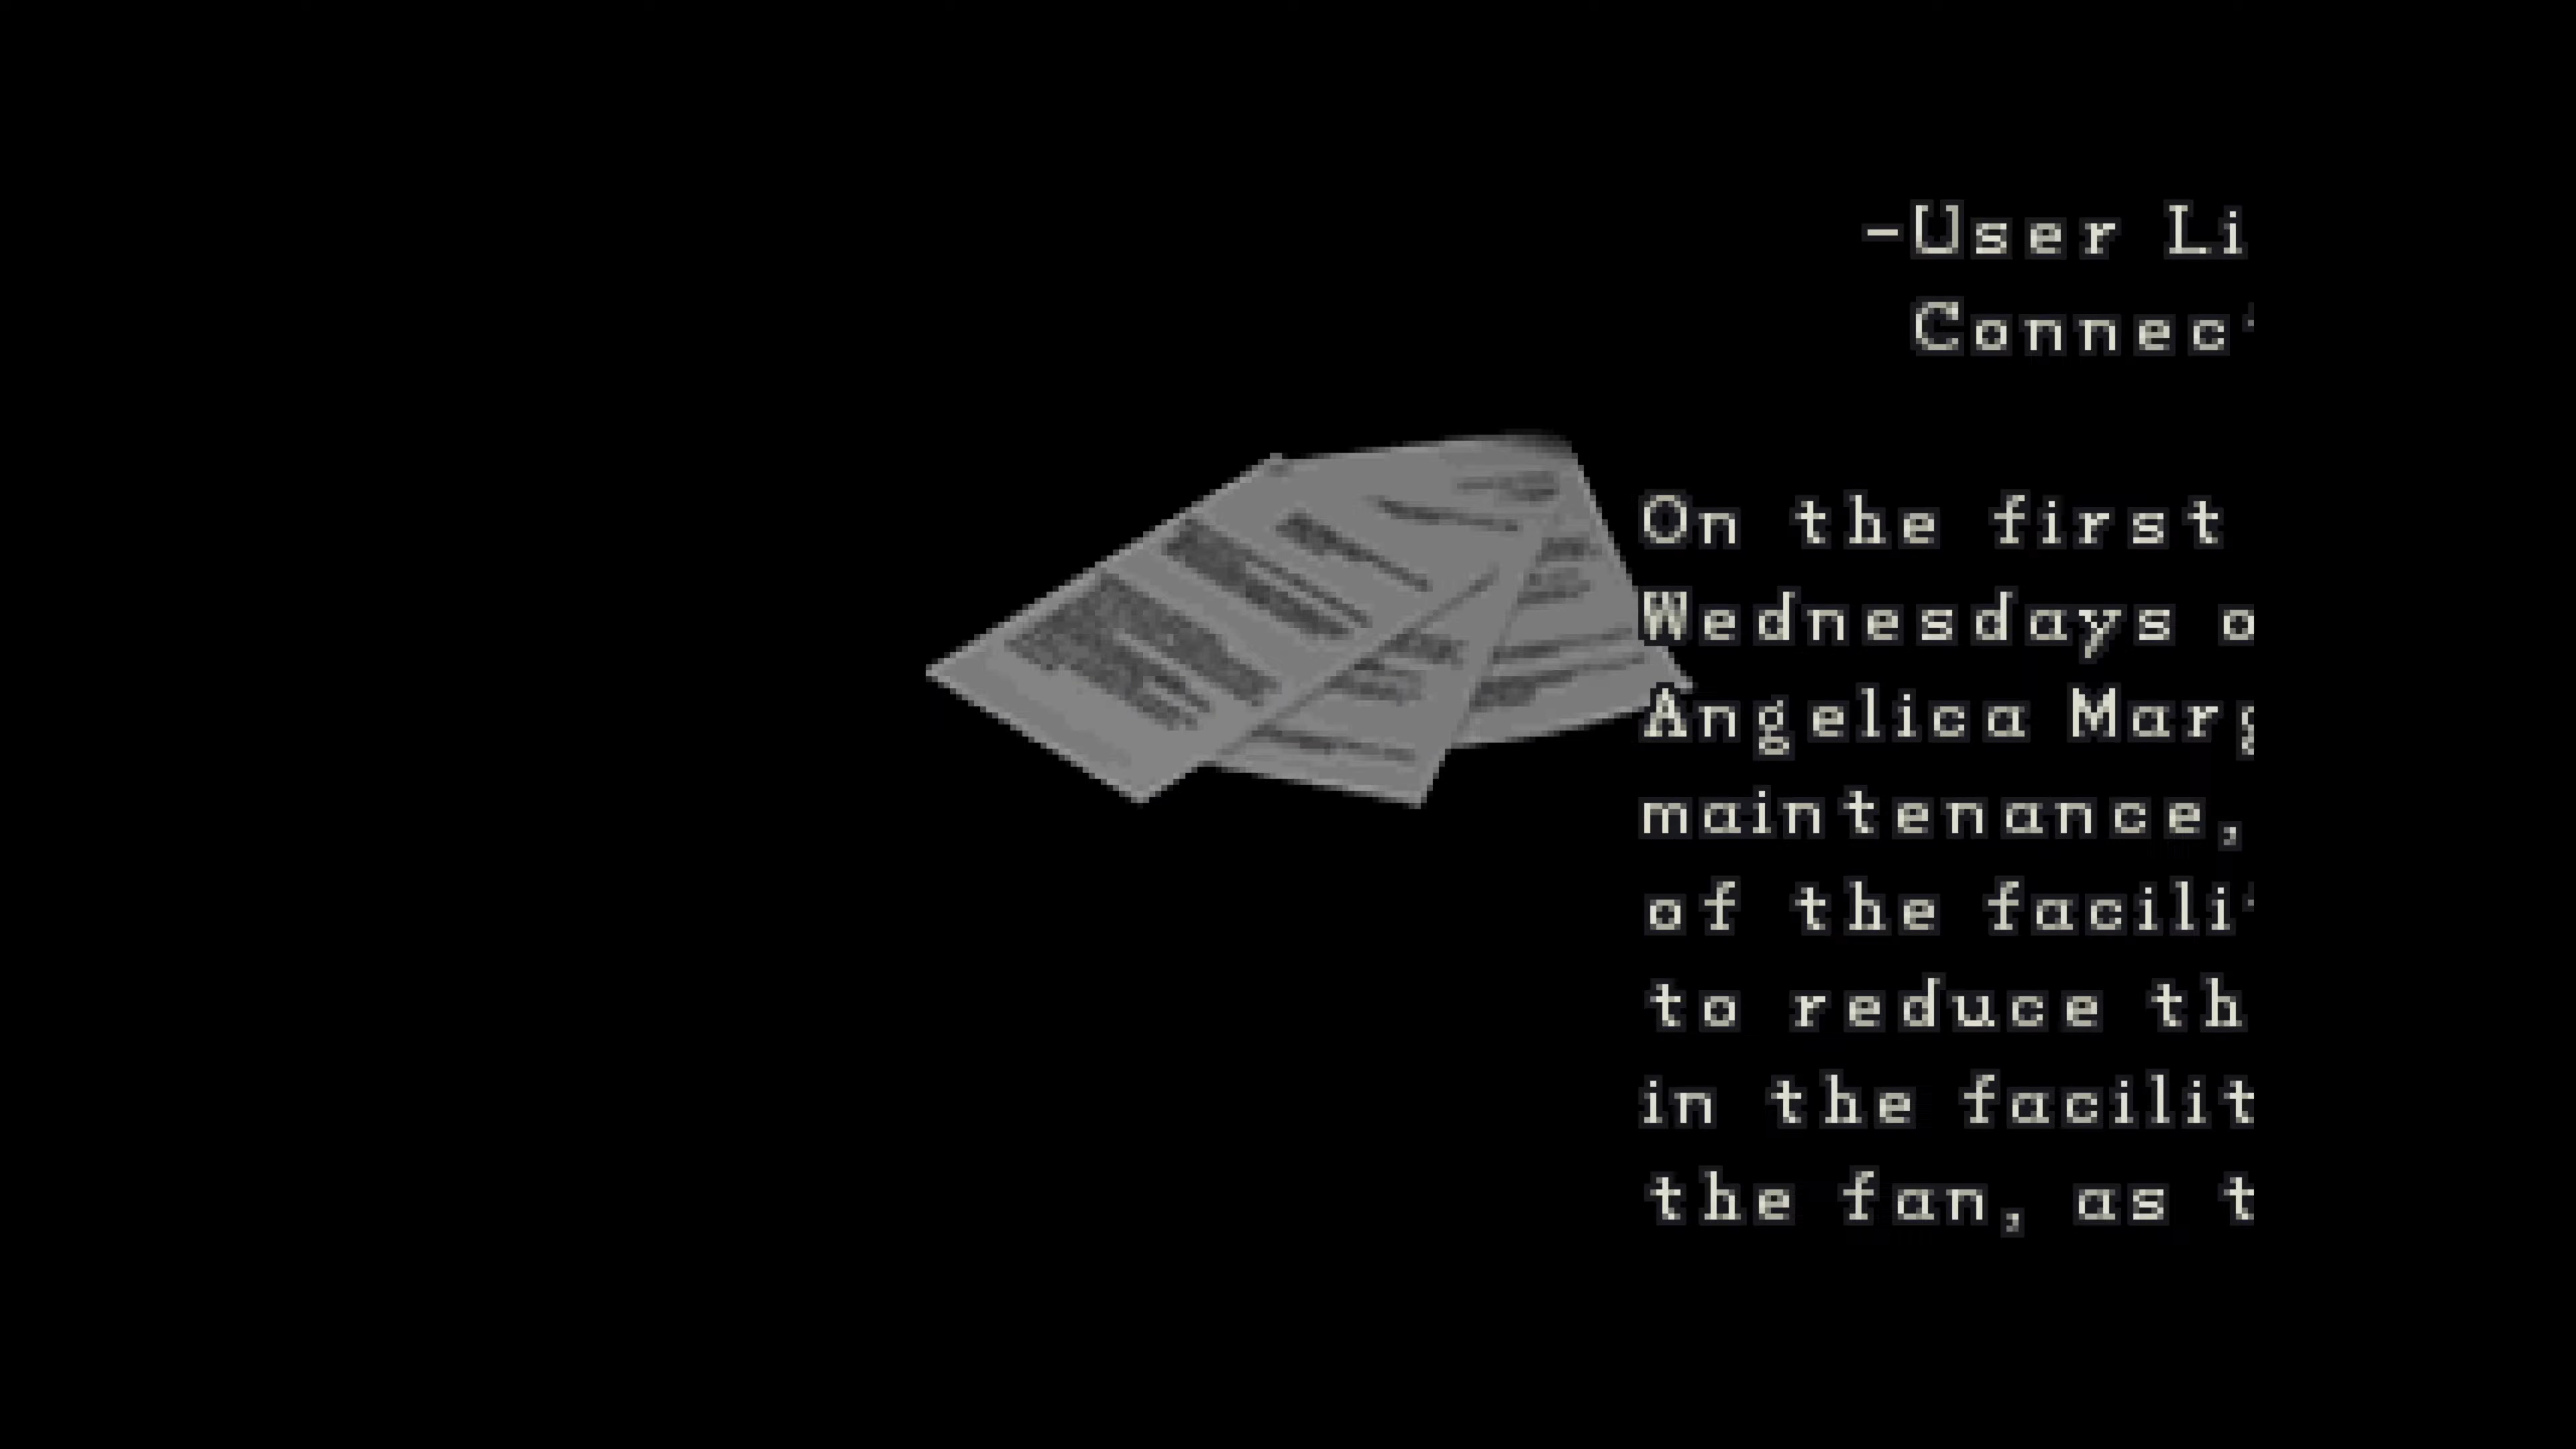 -User Li
Connec
On the first
Wednesdays o
Angelica Marg
maintenance,
of the facili
to reduce th
in the facilit
the fan, as t